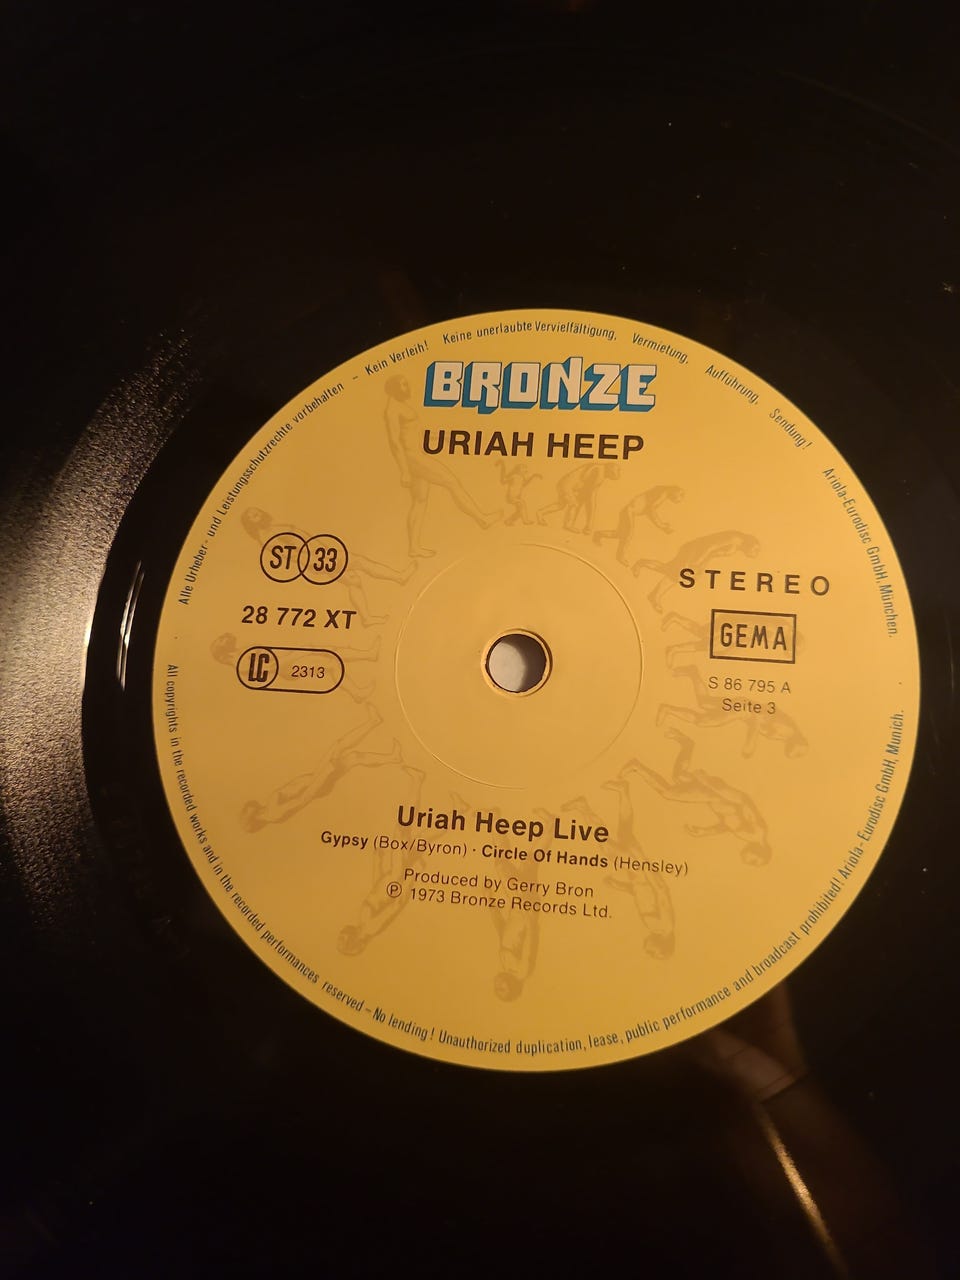 Alle Urheber- und Leistungsschutzrechte vorbehalten – Kein Verleih! Keine unerlaubte Vervielfältigung, Vermietung, Aufführung, Sendung! Ariola-Eurodisc GmbH, München.
BRONZE
URIAH HEEP
ST 33
28 772 XT
LC 2313
STEREO
GEMA
S 86 795 A
Seite 3
Uriah Heep Live
Gypsy (Box/Byron) · Circle Of Hands (Hensley)
Produced by Gerry Bron
℗ 1973 Bronze Records Ltd.
All copyrights in the recorded works and in the recorded performances reserved – No lending! Unauthorized duplication, lease, public performance and broadcast prohibited! Ariola-Eurodisc GmbH, Munich.